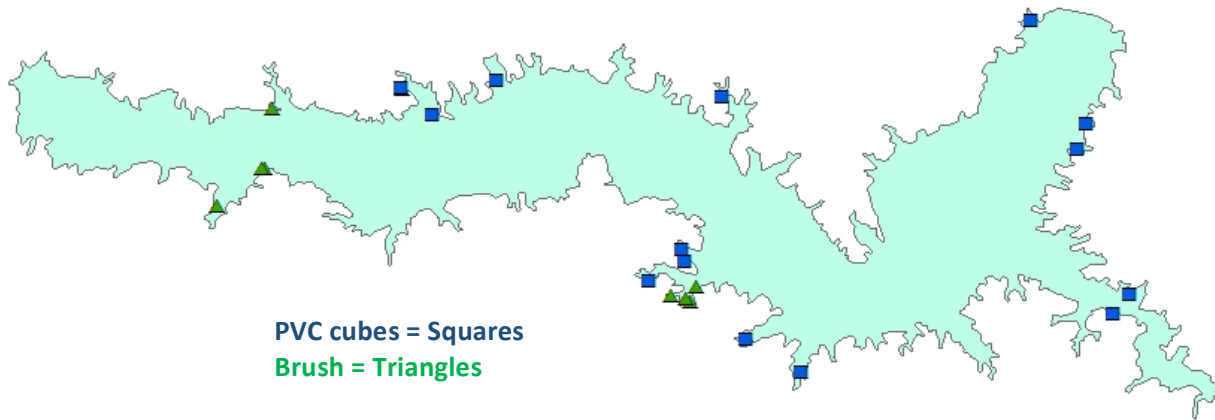 PVC cubes = Squares
Brush = Triangles